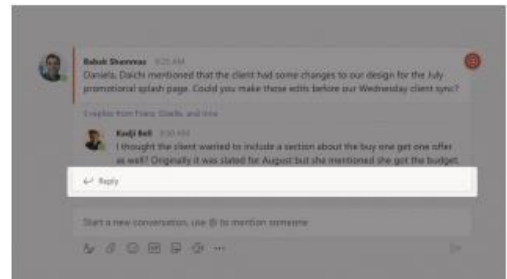 Babak Shammas 9:25 AM
Daniela, Daichi mentioned that the client had some changes to our design for the July
promotional splash page. Could you make those edits before our Wednesday client sync?
5 replies from Franz, Giselle, and nine
Kadji Bell 9:30 AM
I thought the client wanted to include a section about the buy one get one offer
as well? Originally it was slated for August but she mentioned she got the budget.
Reply
Start a new conversation, use @ to mention someone